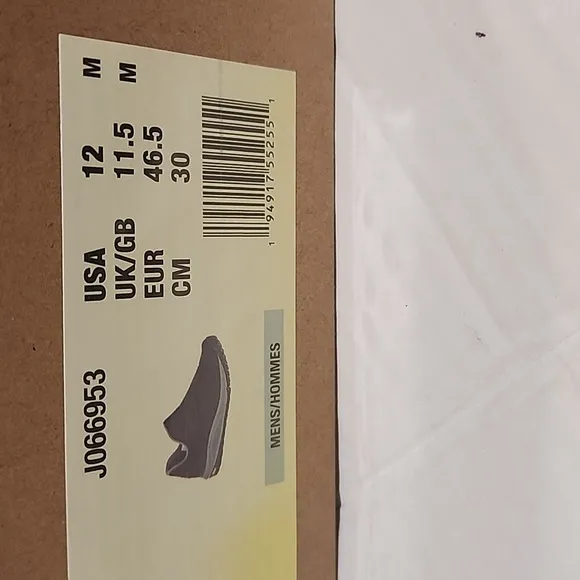 J066953
USA 12 M
UK/GB 11.5 M
EUR 46.5
CM 30
1 94917 55255 1
MENS/HOMMES